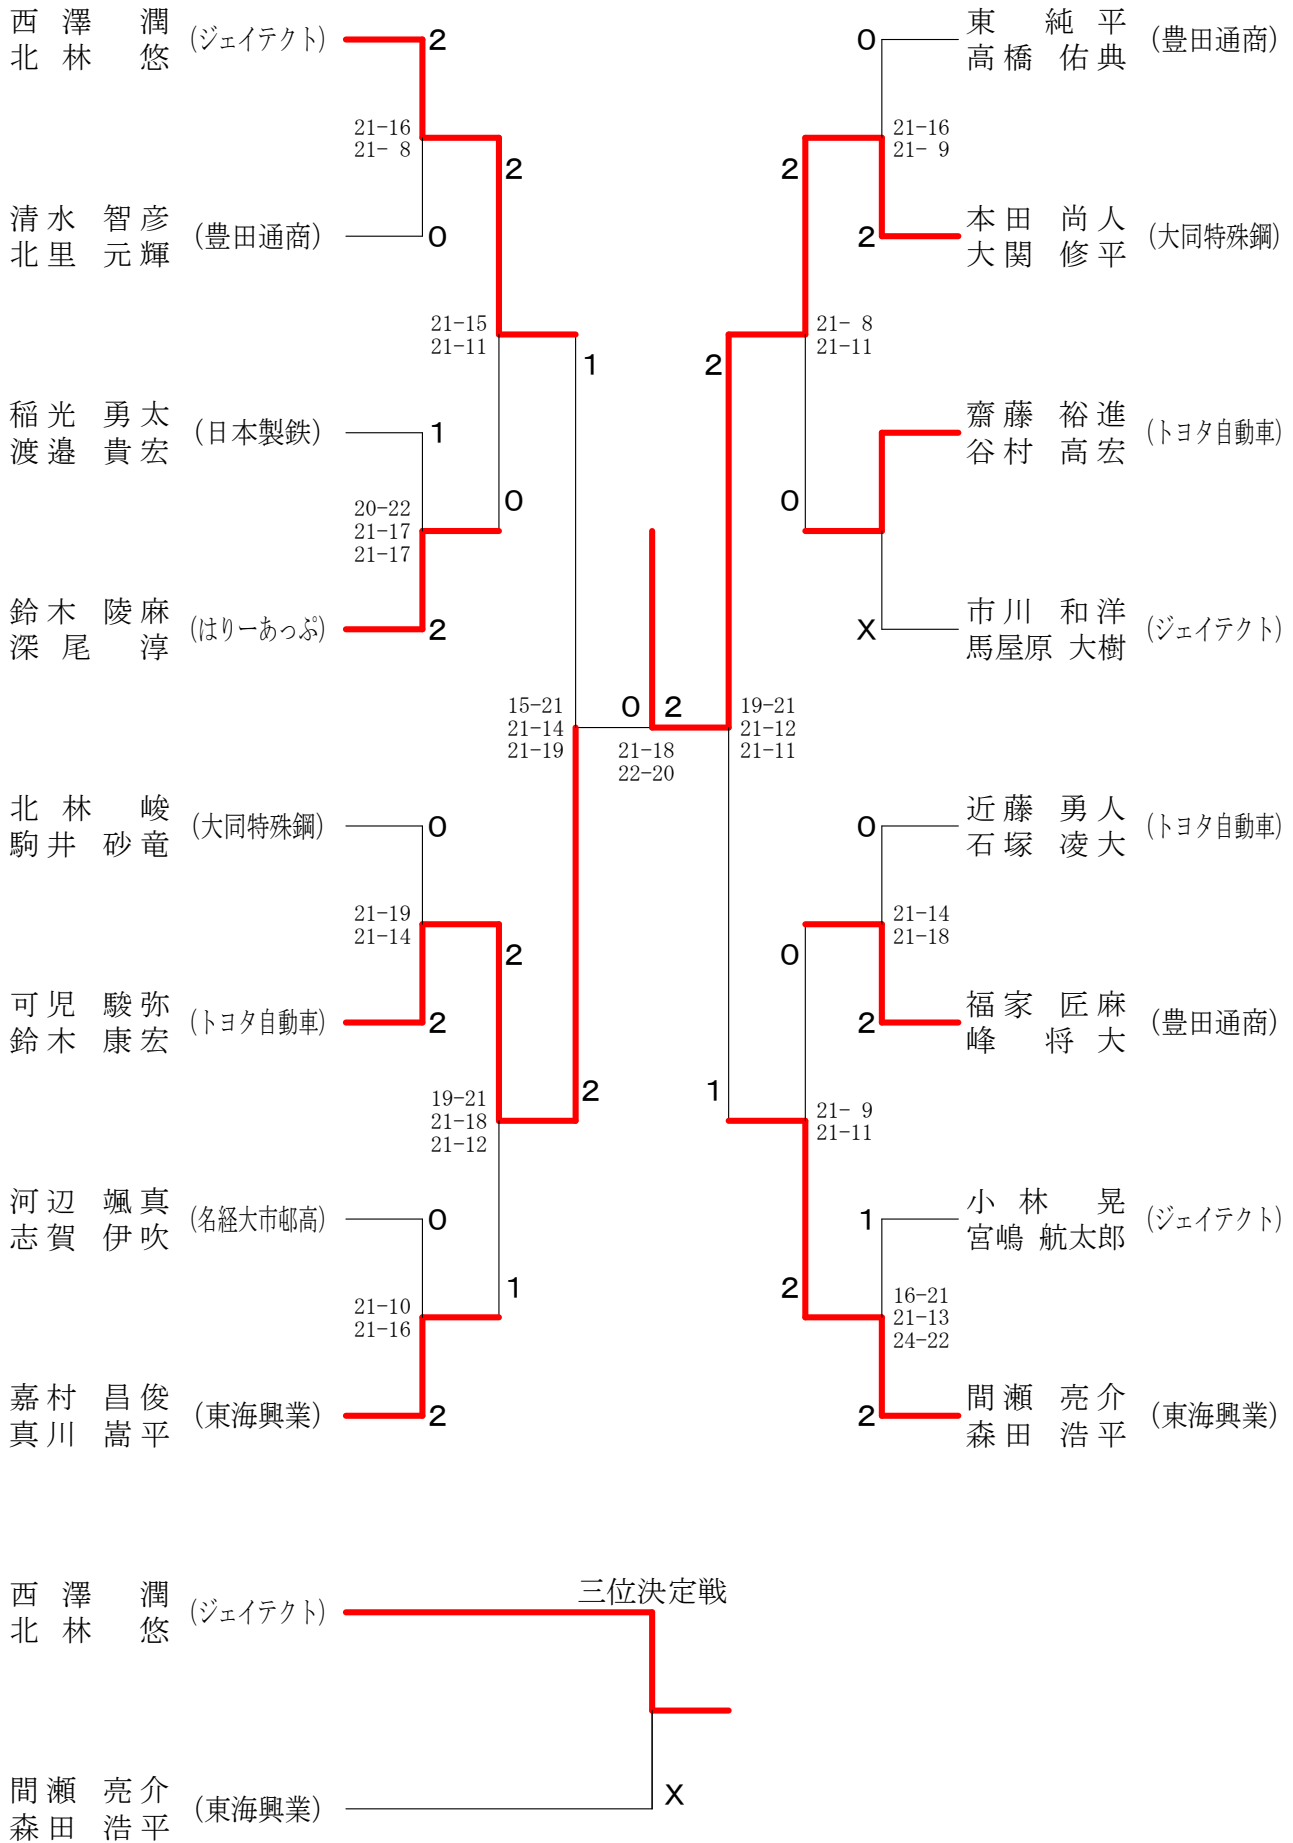 西澤 潤
北林 悠
(ジェイテクト)
2
21-16
21- 8
清水 智彦
北里 元輝
(豊田通商)
0
2
21-15
21-11
稲光 勇太
渡邉 貴宏
(日本製鉄)
1
20-22
21-17
21-17
0
鈴木 陵麻
深尾 淳
(はりーあっぷ)
2
1
15-21
21-14
21-19
北林 峻
駒井 砂竜
(大同特殊鋼)
0
21-19
21-14
2
可児 駿弥
鈴木 康宏
(トヨタ自動車)
2
19-21
21-18
21-12
2
河辺 颯真
志賀 伊吹
(名経大市邨高)
0
21-10
21-16
1
嘉村 昌俊
真川 嵩平
(東海興業)
2
0
2
21-18
22-20
東 純平
高橋 佑典
(豊田通商)
0
21-16
21- 9
2
本田 尚人
大関 修平
(大同特殊鋼)
2
21- 8
21-11
2
齋藤 裕進
谷村 高宏
(トヨタ自動車)
0
市川 和洋
馬屋原 大樹
(ジェイテクト)
X
19-21
21-12
21-11
近藤 勇人
石塚 凌大
(トヨタ自動車)
0
21-14
21-18
0
福家 匠麻
峰 将大
(豊田通商)
2
1
21- 9
21-11
小林 晃
宮嶋 航太郎
(ジェイテクト)
1
2
16-21
21-13
24-22
間瀬 亮介
森田 浩平
(東海興業)
2
三位決定戦
西澤 潤
北林 悠
(ジェイテクト)
間瀬 亮介
森田 浩平
(東海興業)
X